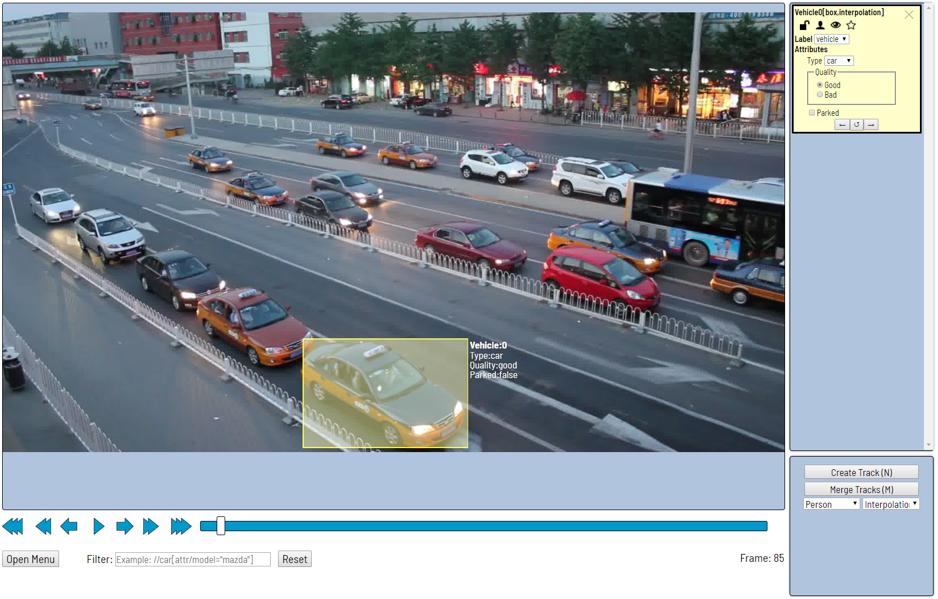 Vehicle0[box,interpolation]
Label vehicle
Attributes
Type car
Quality
Good
Bad
Parked
Vehicle:0
Type:car
Quality:good
Parked:false
Create Track (N)
Merge Tracks (M)
Person Interpolatio
Open Menu
Filter: Example: //car[attr/model="mazda"]
Reset
Frame: 85